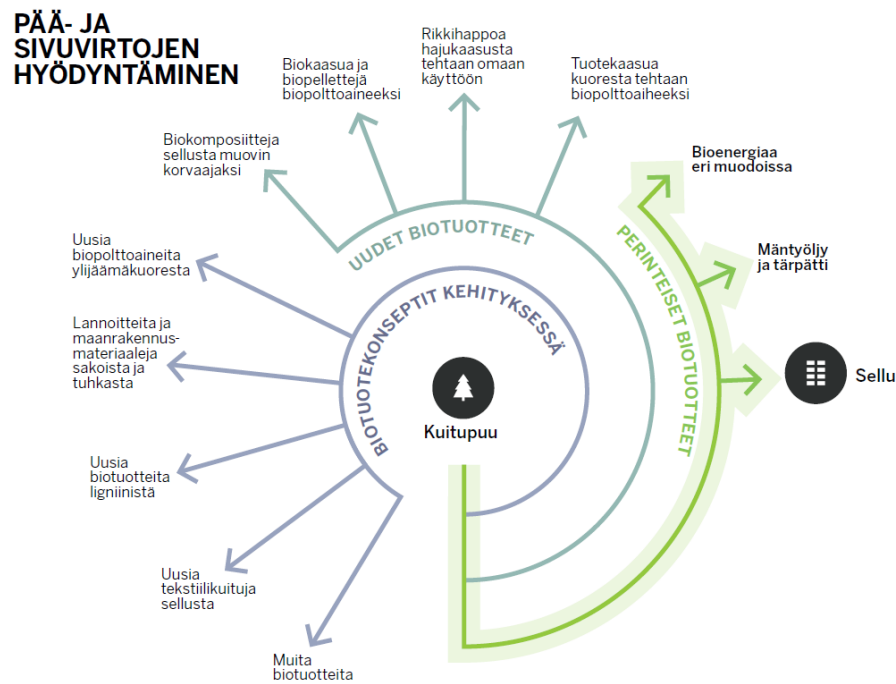 PÄÄ- JA
SIVUVIRTOJEN
HYÖDYNTÄMINEN
Biokaasua ja
biopellettejä
biopolttoaineeksi
Rikkihappoa
hajukaasusta
tehtaan omaan
käyttöön
Tuotekaasua
kuoresta tehtaan
biopolttoaiheeksi
Biokomposiitteja
sellusta muovin
korvaajaksi
Bioenergiaa
eri muodoissa
Uusia
biopolttoaineita
ylijäämäkuoresta
UUDET BIOTUOTTEET
PERINTEISET BIOTUOTTEET
Mäntyöljy
ja tärpätti
BIOTUOTEKONSEPTIT KEHITYKSESSÄ
Lannoitteita ja
maanrakennus-
materiaaleja
sakoista ja
tuhkasta
Sellu
Kuitupuu
Uusia
biotuotteita
ligniinistä
Uusia
tekstiilikuituja
sellusta
Muita
biotuotteita